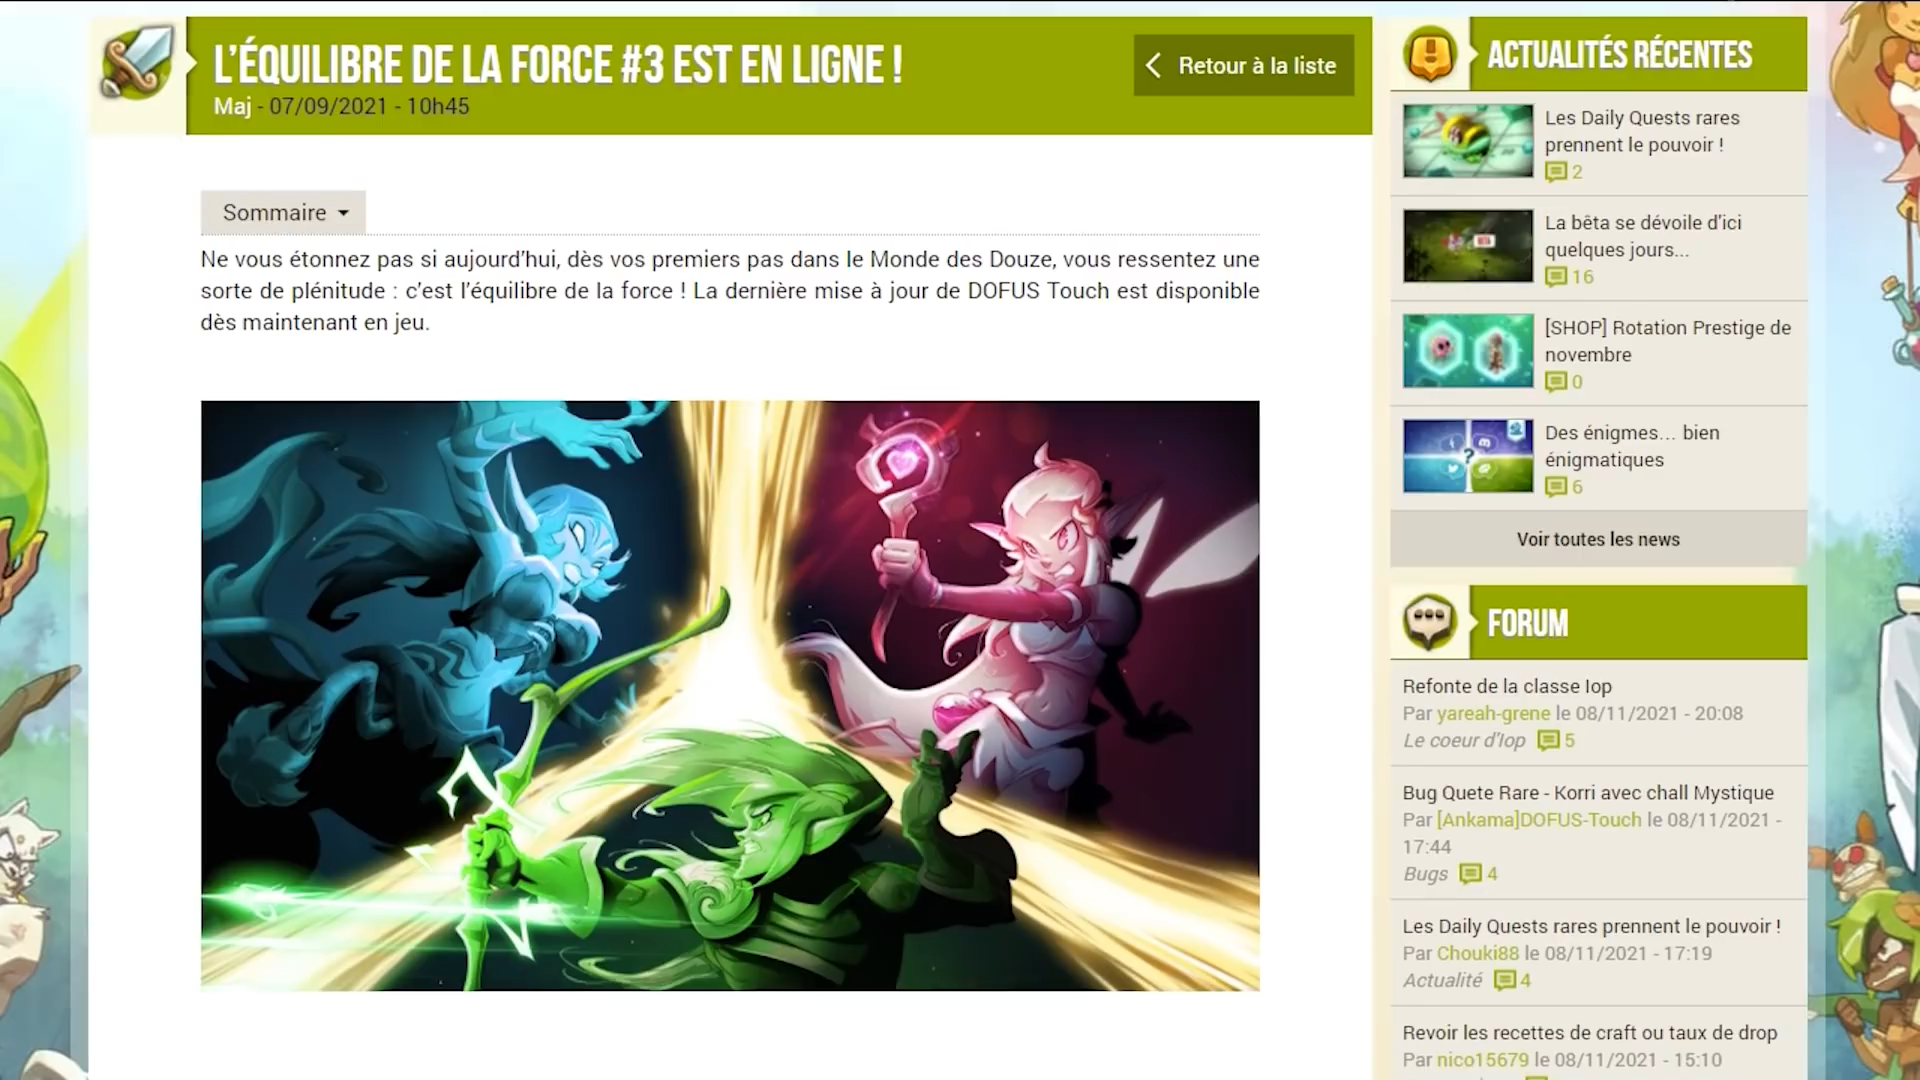 L'ÉQUILIBRE DE LA FORCE #3 EST EN LIGNE !
Maj - 07/09/2021 - 10h45
Retour à la liste
Sommaire
Ne vous étonnez pas si aujourd'hui, dès vos premiers pas dans le Monde des Douze, vous ressentez une
sorte de plénitude : c'est l'équilibre de la force ! La dernière mise à jour de DOFUS Touch est disponible
dès maintenant en jeu.
ACTUALITÉS RÉCENTES
Les Daily Quests rares
prennent le pouvoir !
2
La bêta se dévoile d'ici
quelques jours...
16
[SHOP] Rotation Prestige de
novembre
0
Des énigmes... bien
énigmatiques
6
Voir toutes les news
FORUM
Refonte de la classe Iop
Par yareah-grene le 08/11/2021 - 20:08
Le coeur d'Iop 5
Bug Quete Rare - Korri avec chall Mystique
Par [Ankama]DOFUS-Touch le 08/11/2021 -
17:44
Bugs 4
Les Daily Quests rares prennent le pouvoir !
Par Chouki88 le 08/11/2021 - 17:19
Actualité 4
Revoir les recettes de craft ou taux de drop
Par nico15679 le 08/11/2021 - 15:10